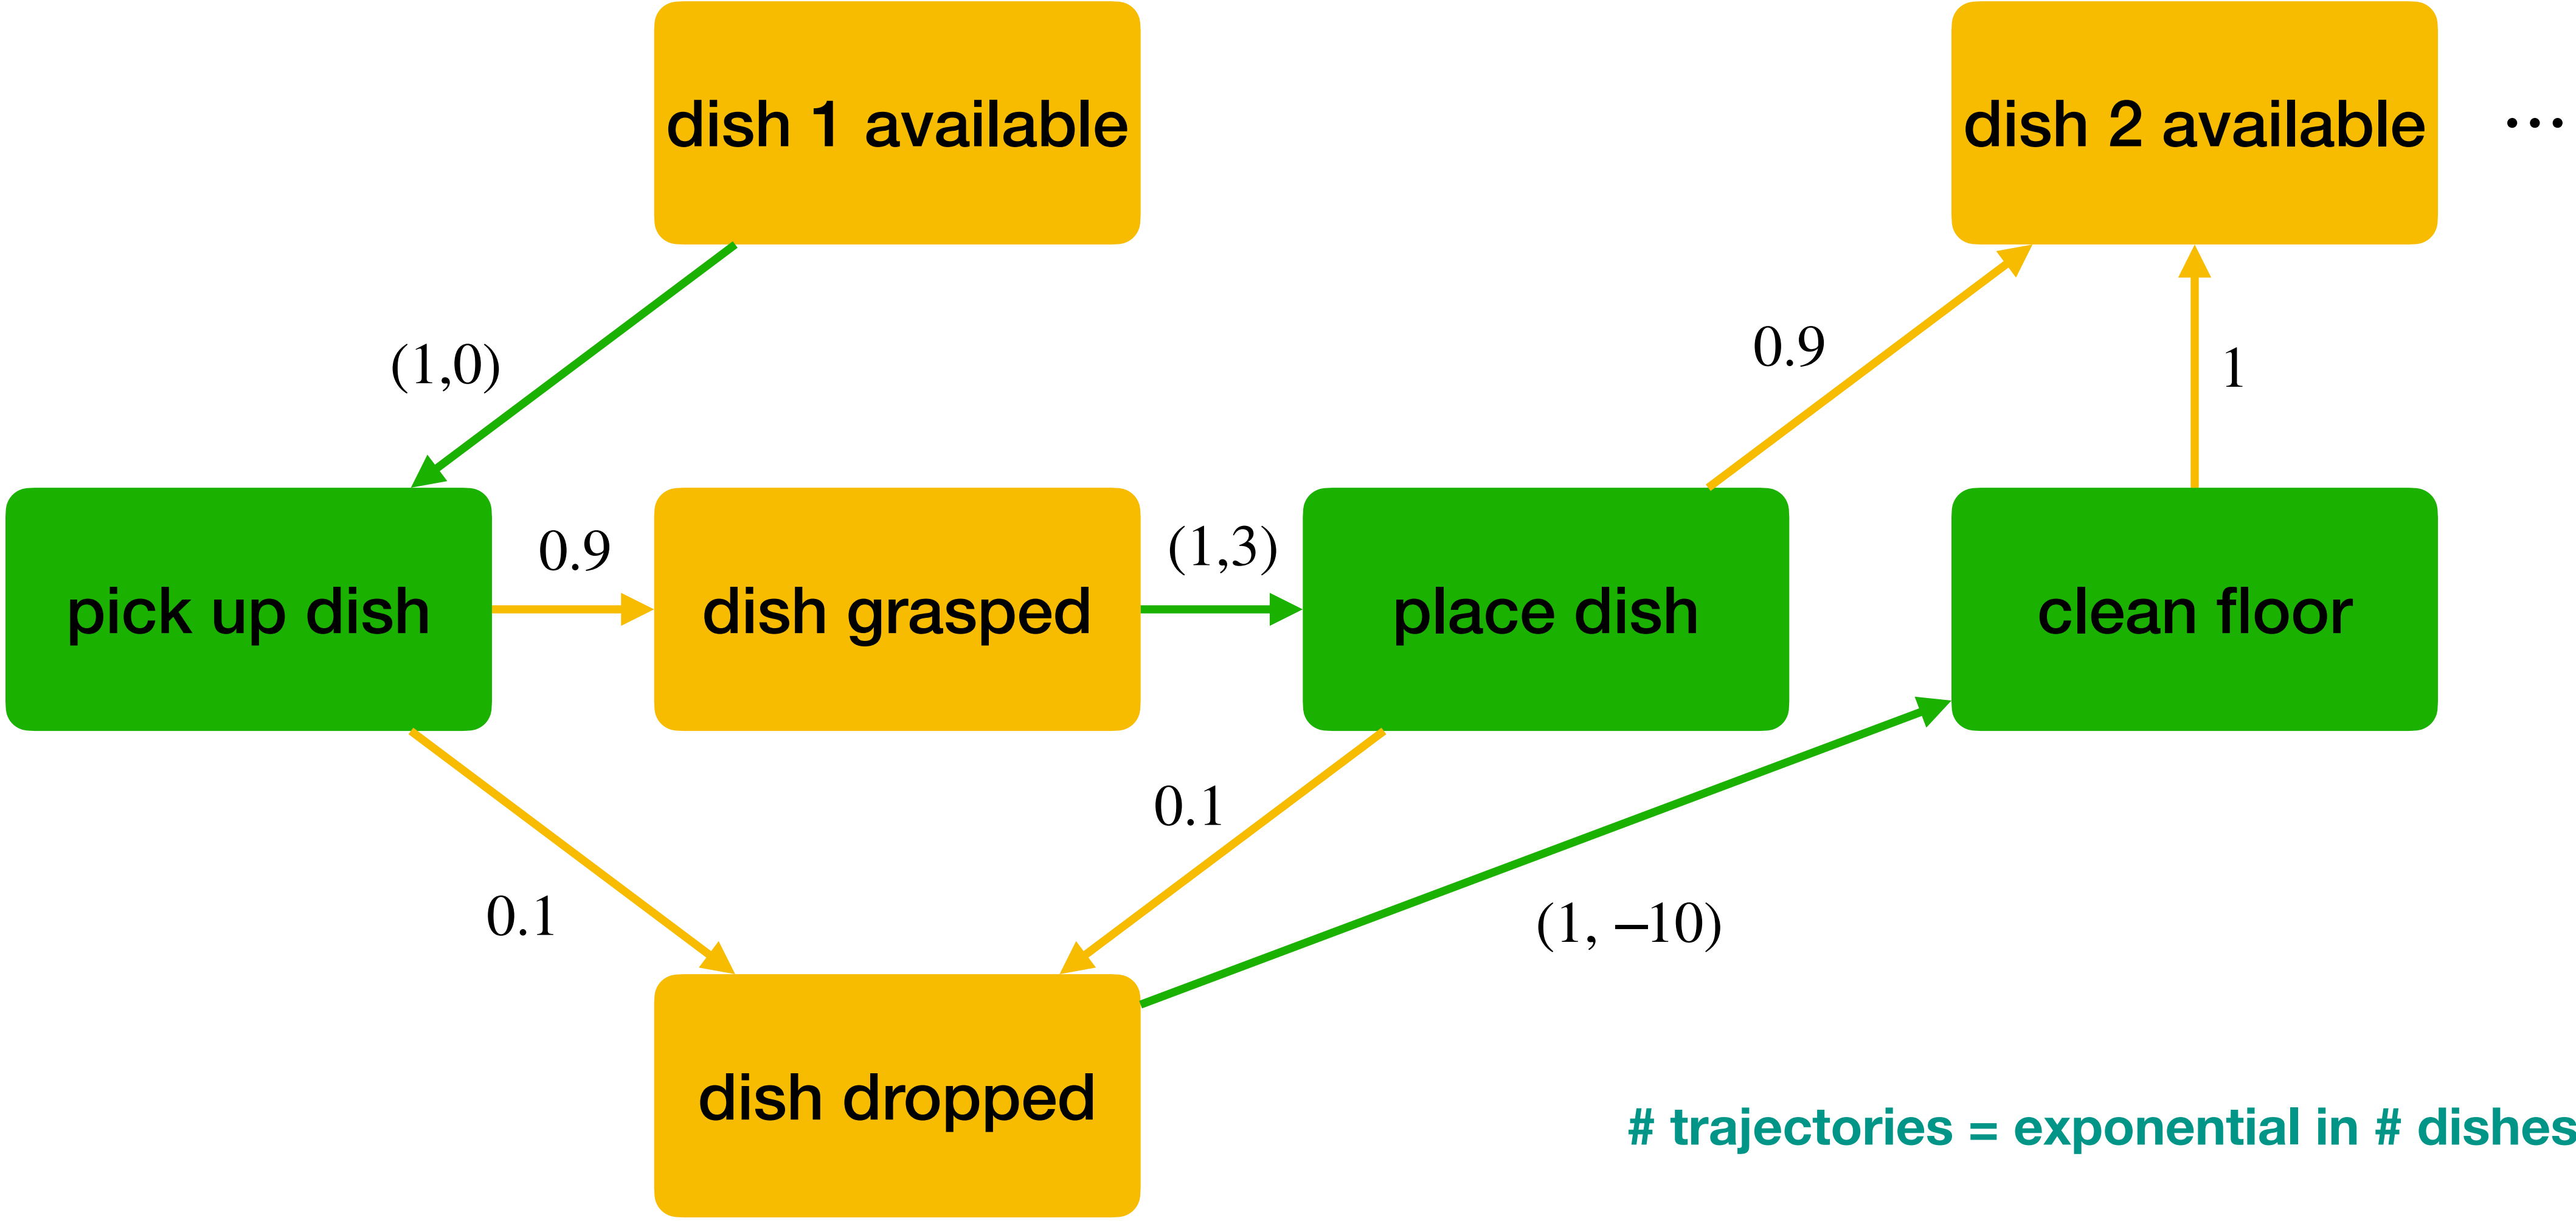 dish 1 available
dish 2 available
...
(1,0)
0.9
1
pick up dish
0.9
dish grasped
(1,3)
place dish
clean floor
0.1
0.1
(1, –10)
dish dropped
# trajectories = exponential in # dishes